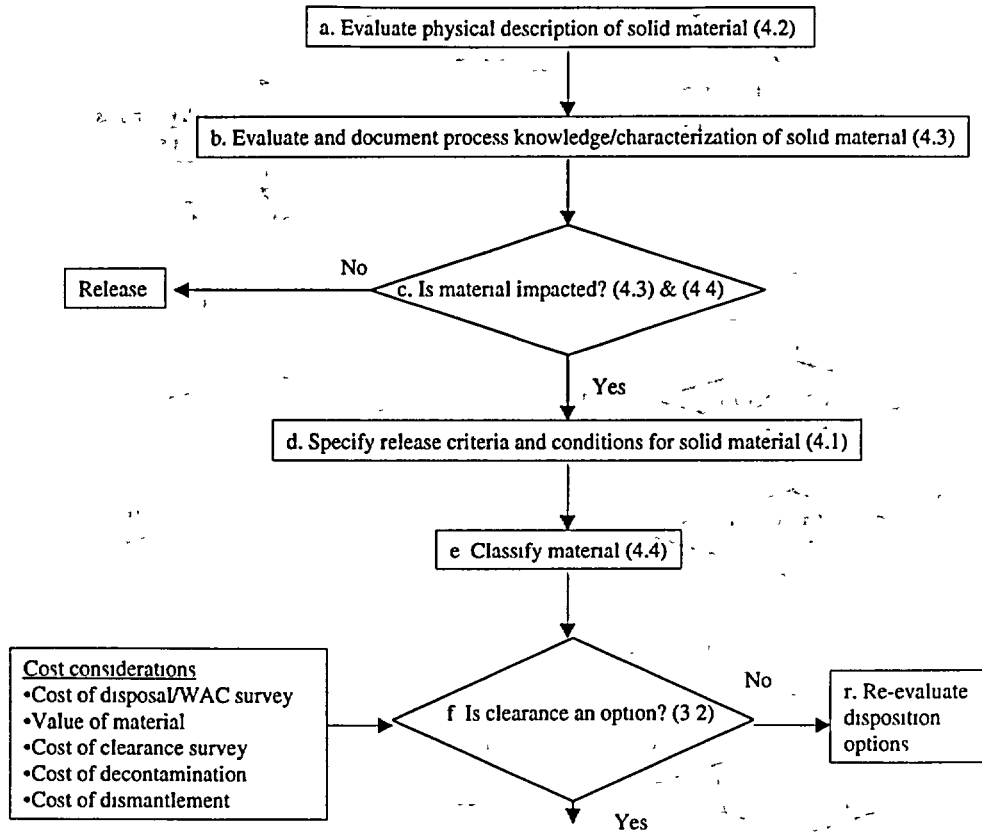 a. Evaluate physical description of solid material (4.2)
b. Evaluate and document process knowledge/characterization of solid material (4.3)
No
Release
c. Is material impacted? (4.3) & (4 4)
Yes
d. Specify release criteria and conditions for solid material (4.1)
e Classify material (4.4)
Cost considerations
•Cost of disposal/WAC survey
•Value of material
•Cost of clearance survey
•Cost of decontamination
•Cost of dismantlement
f Is clearance an option? (3 2)
No
r. Re-evaluate
disposition
options
Yes